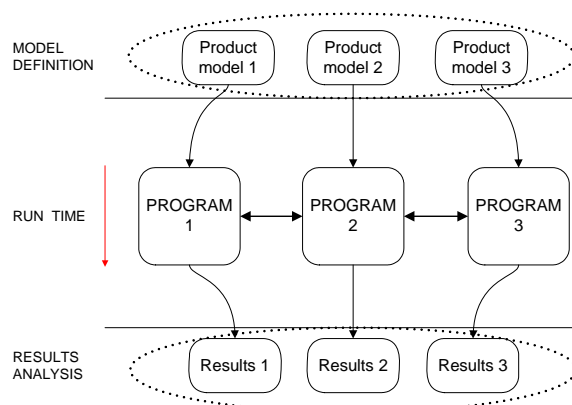 MODEL
DEFINITION
Product
model 1
Product
model 2
Product
model 3
RUN TIME
PROGRAM
1
PROGRAM
2
PROGRAM
3
RESULTS
ANALYSIS
Results 1
Results 2
Results 3